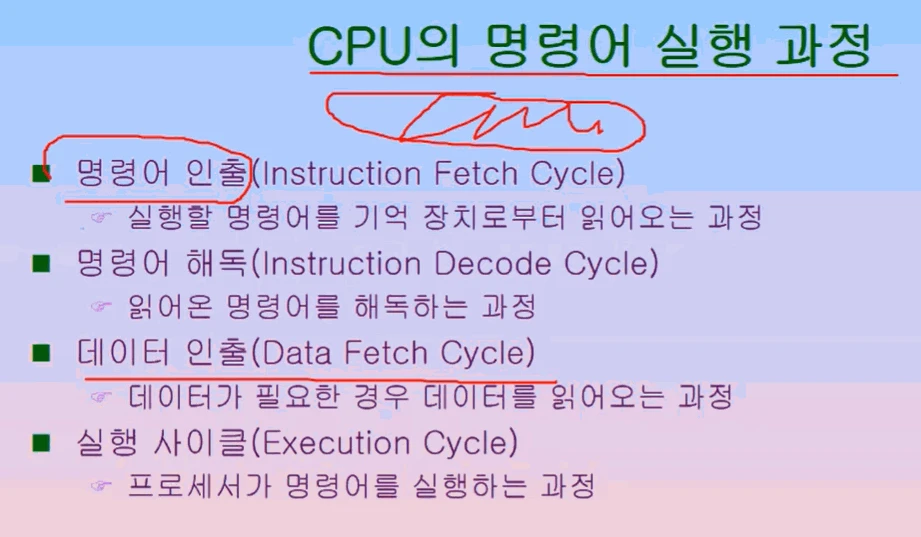 CPU의 명령어 실행 과정
■ 명령어 인출(Instruction Fetch Cycle)
☞ 실행할 명령어를 기억 장치로부터 읽어오는 과정
■ 명령어 해독(Instruction Decode Cycle)
☞ 읽어온 명령어를 해독하는 과정
■ 데이터 인출(Data Fetch Cycle)
☞ 데이터가 필요한 경우 데이터를 읽어오는 과정
■ 실행 사이클(Execution Cycle)
☞ 프로세서가 명령어를 실행하는 과정